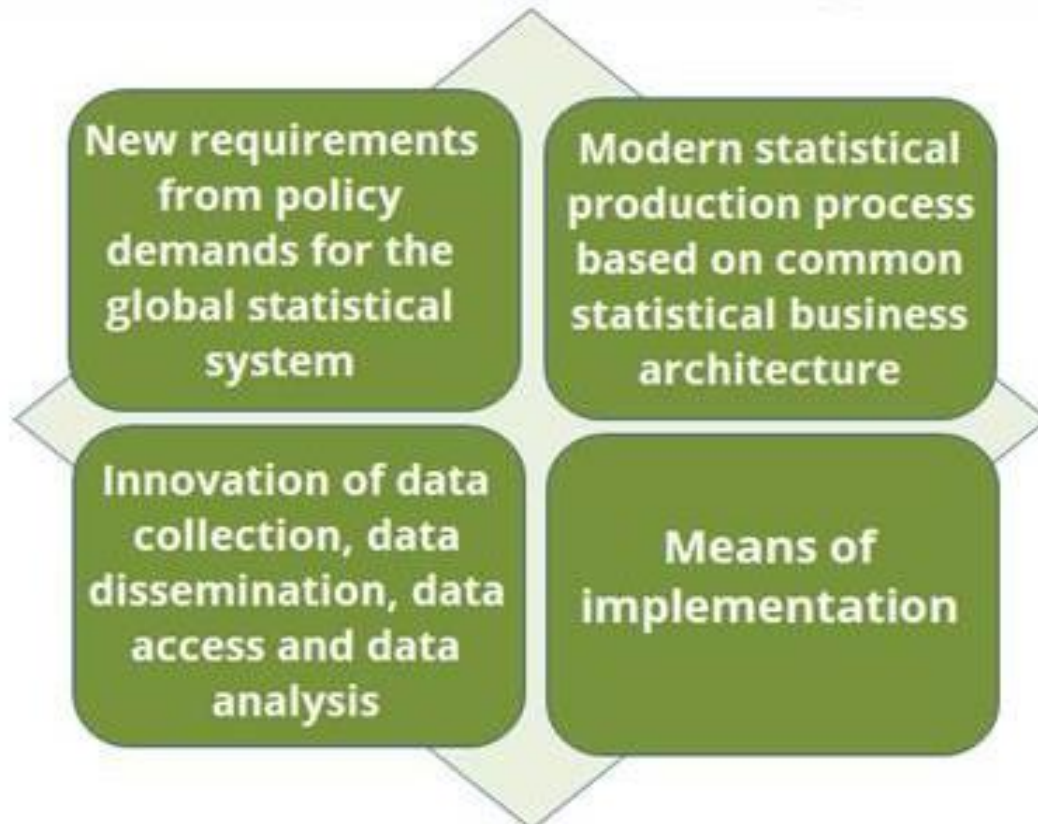 New requirements
from policy
demands for the
global statistical
system
Modern statistical
production process
based on common
statistical business
architecture
Innovation of data
collection, data
dissemination, data
access and data
analysis
Means of
implementation